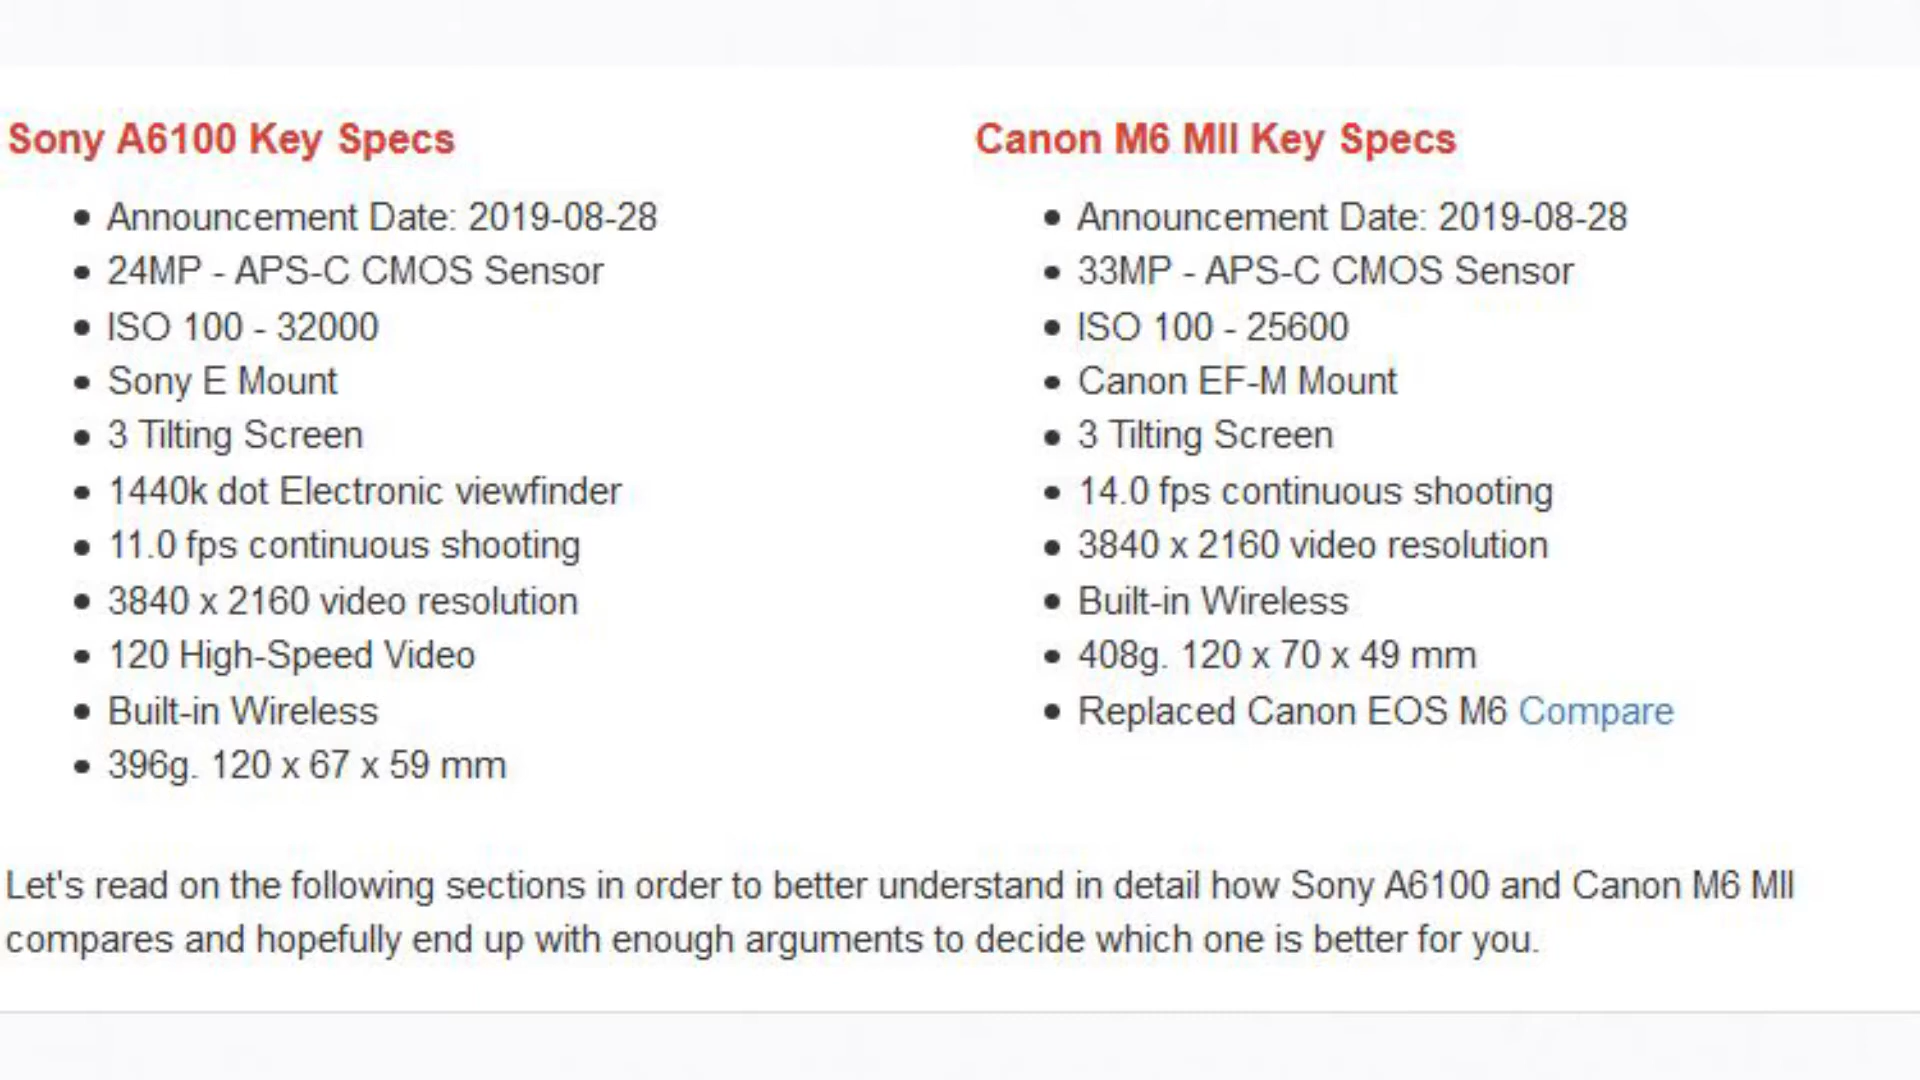 Sony A6100 Key Specs
Announcement Date: 2019-08-28
24MP - APS-C CMOS Sensor
ISO 100 - 32000
Sony E Mount
3 Tilting Screen
1440k dot Electronic viewfinder
11.0 fps continuous shooting
3840 x 2160 video resolution
120 High-Speed Video
Built-in Wireless
396g. 120 x 67 x 59 mm
Canon M6 MII Key Specs
Announcement Date: 2019-08-28
33MP - APS-C CMOS Sensor
ISO 100 - 25600
Canon EF-M Mount
3 Tilting Screen
14.0 fps continuous shooting
3840 x 2160 video resolution
Built-in Wireless
408g. 120 x 70 x 49 mm
Replaced Canon EOS M6 Compare
Let's read on the following sections in order to better understand in detail how Sony A6100 and Canon M6 MII
compares and hopefully end up with enough arguments to decide which one is better for you.